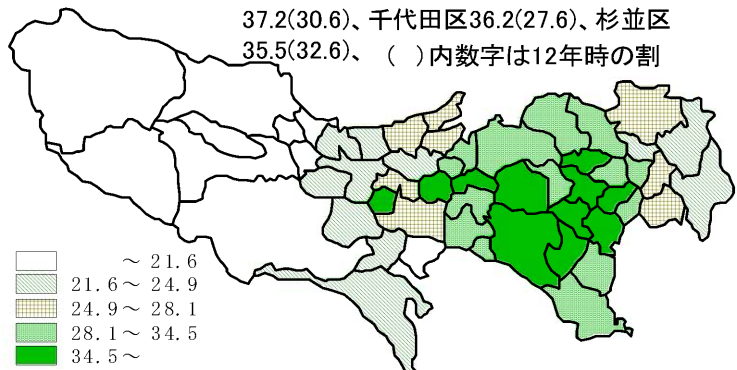 37.2(30.6)、千代田区36.2(27.6)、杉並区
35.5(32.6)、（　）内数字は12年時の割
～ 21.6
21.6～ 24.9
24.9～ 28.1
28.1～ 34.5
34.5～